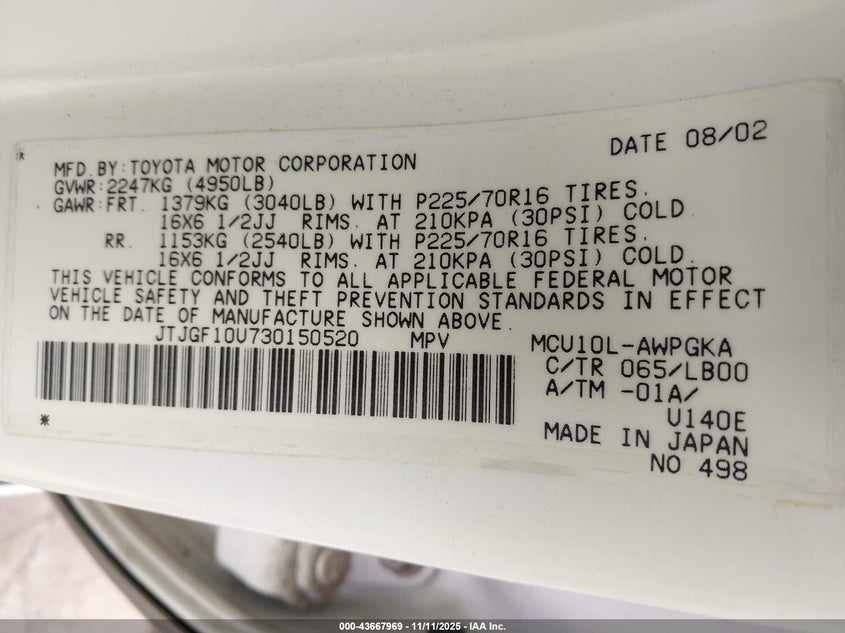 DATE 08/02
MFD.BY:TOYOTA MOTOR CORPORATION
GVWR:2247KG (4950LB)
GAWR:FRT. 1379KG (3040LB) WITH P225/70R16 TIRES.
16X6 1/2JJ RIMS. AT 210KPA (30PSI) COLD.
RR. 1153KG (2540LB) WITH P225/70R16 TIRES.
16X6 1/2JJ RIMS. AT 210KPA (30PSI) COLD.
THIS VEHICLE CONFORMS TO ALL APPLICABLE FEDERAL MOTOR
VEHICLE SAFETY AND THEFT PREVENTION STANDARDS IN EFFECT
ON THE DATE OF MANUFACTURE SHOWN ABOVE.
JTJGF10U730150520 MPV
MCU10L-AWPGKA
C/TR 065/LB00
A/TM -01A/
U140E
MADE IN JAPAN
NO 498
000-43667969 - 11/11/2025 - IAA Inc.